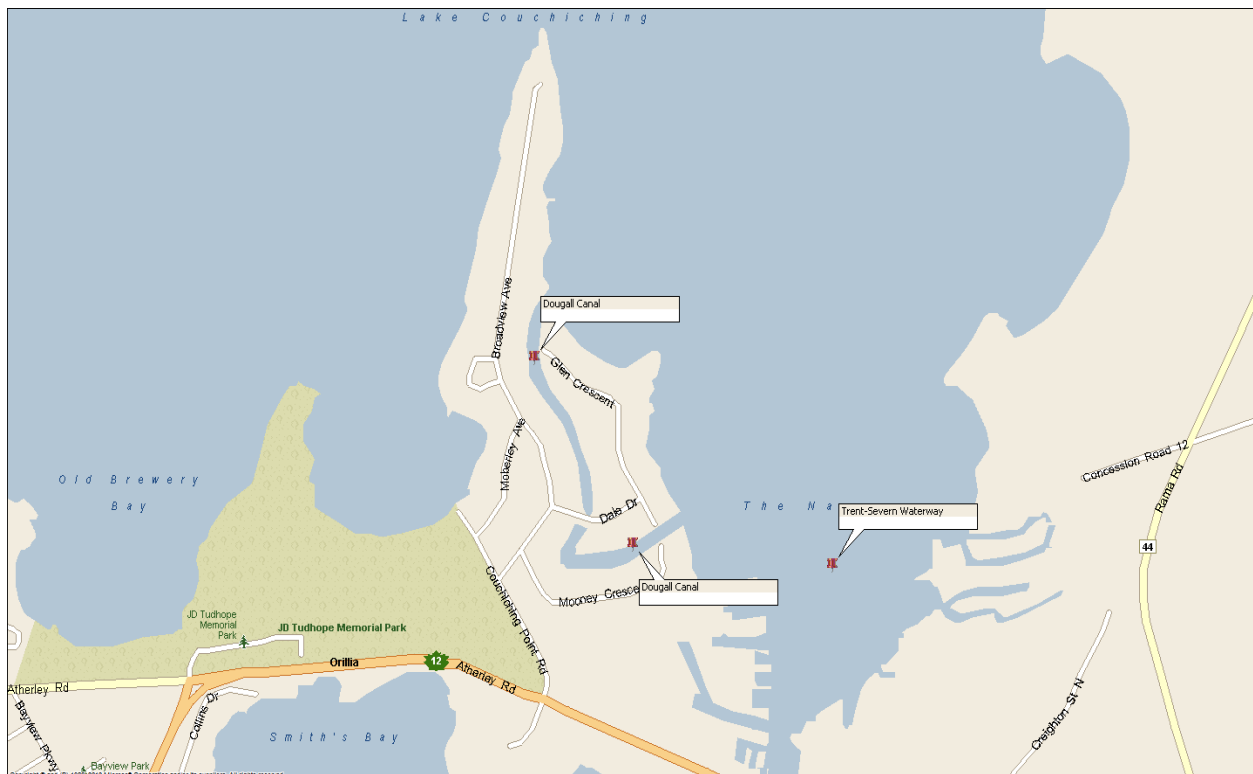 Lake Couchiching
Dougall Canal
Broadview Ave
Glen Crescent
Moberley Ave
Concession Road 12
Rama Rd
Old Brewery
Bay
The Na
Trent-Severn Waterway
Dale Dr
44
Dougall Canal
Mooney Cresce
Couchiching Point Rd
JD Tudhope
Memorial
Park
JD Tudhope Memorial Park
Orillia
12
Atherley Rd
Atherley Rd
Collins Dr
Creighton St N
Bayview Pkwy
Smith's Bay
Bayview Park